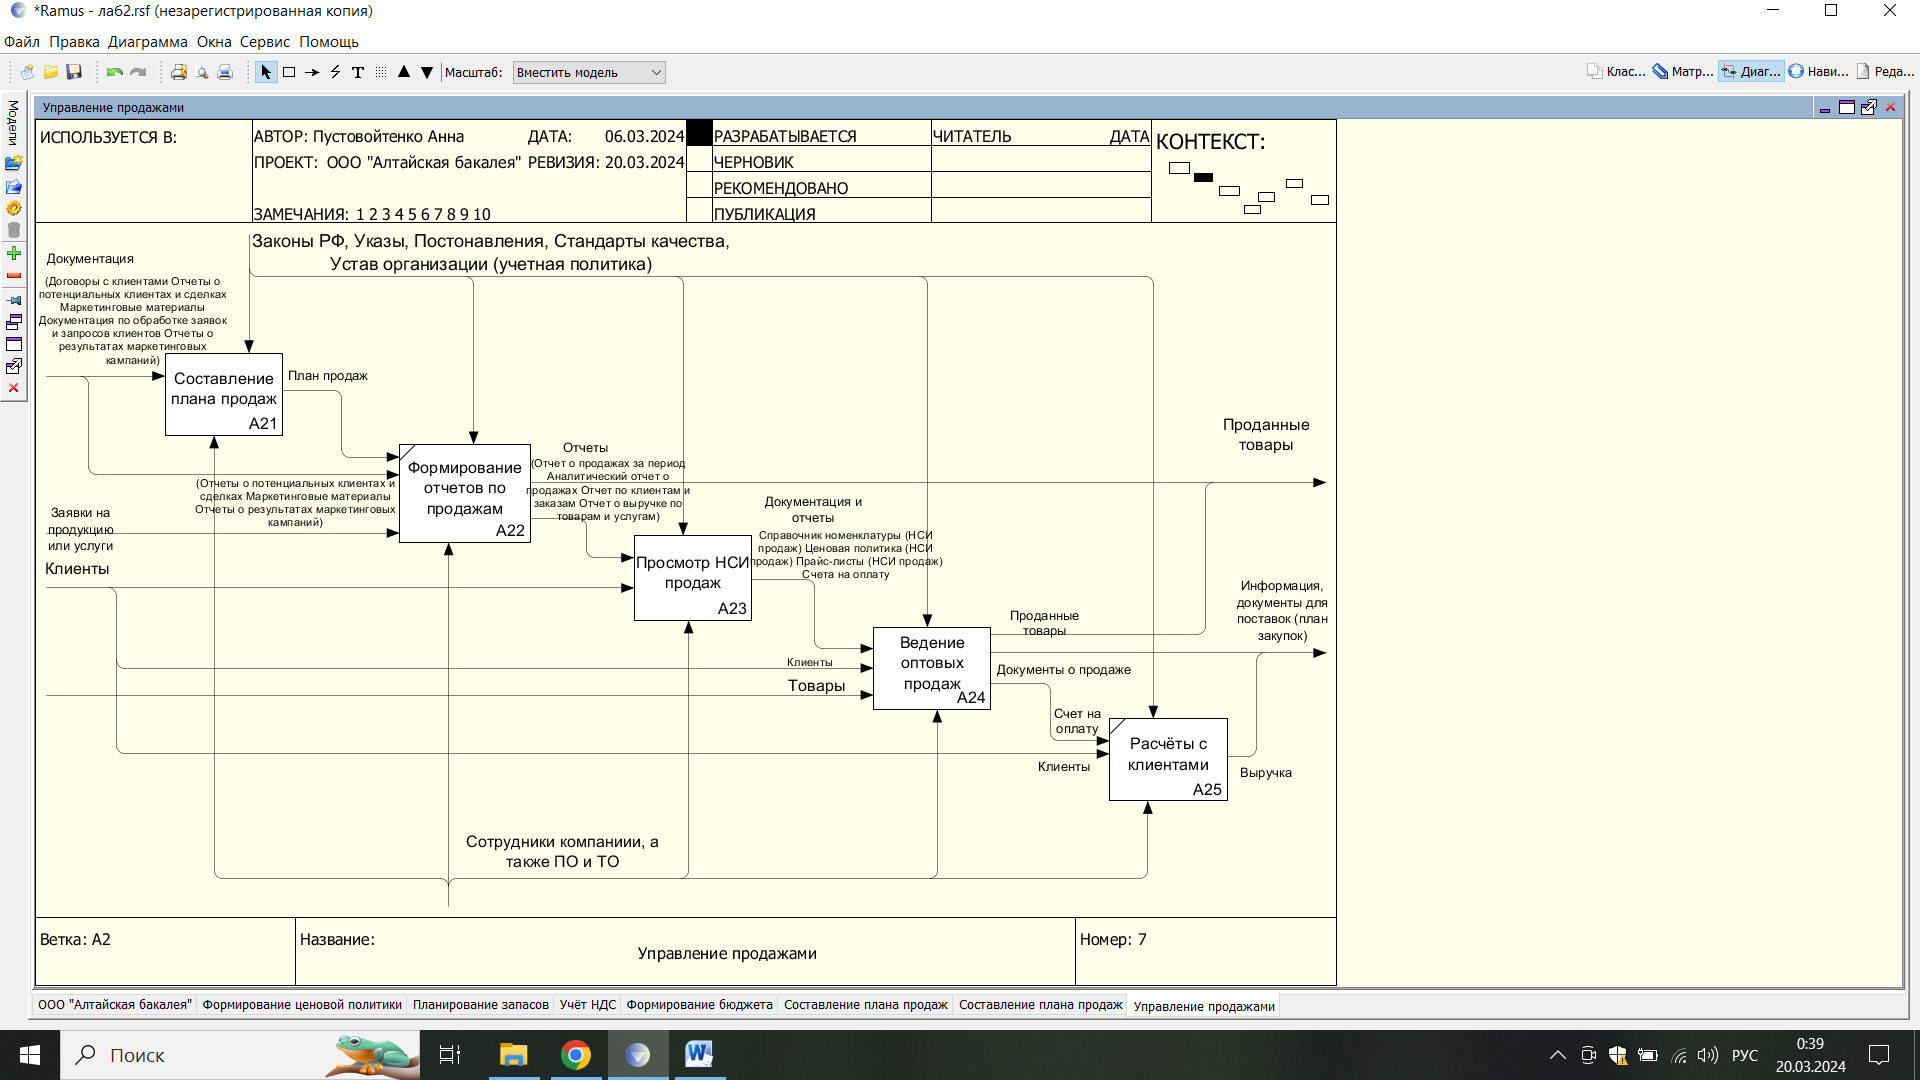 *Ramus - лаб2.rsf (незарегистрированная копия)
Файл Правка Диаграмма Окна Сервис Помощь
Масштаб: Вместить модель
Клас... Матр... Диаг... Нави... Реда...
Модели
Управление продажами
ИСПОЛЬЗУЕТСЯ В:
АВТОР: Пустовойтенко Анна ДАТА: 06.03.2024
ПРОЕКТ: ООО "Алтайская бакалея" РЕВИЗИЯ: 20.03.2024
ЗАМЕЧАНИЯ: 1 2 3 4 5 6 7 8 9 10
РАЗРАБАТЫВАЕТСЯ
ЧЕРНОВИК
РЕКОМЕНДОВАНО
ПУБЛИКАЦИЯ
ЧИТАТЕЛЬ ДАТА
КОНТЕКСТ:
Законы РФ, Указы, Постонавления, Стандарты качества,
Устав организации (учетная политика)
Документация
(Договоры с клиентами Отчеты о
потенциальных клиентах и сделках
Маркетинговые материалы
Документация по обработке заявок
и запросов клиентов Отчеты о
результатах маркетинговых
кампаний)
Составление
плана продаж
A21
План продаж
Проданные
товары
Формирование
отчетов по
продажам
A22
Отчеты
(Отчет о продажах за период
Аналитический отчет о
продажах Отчет по клиентам и
заказам Отчет о выручке по
товарам и услугам)
(Отчеты о потенциальных клиентах и
сделках Маркетинговые материалы
Отчеты о результатах маркетинговых
кампаний)
Заявки на
продукцию
или услуги
Клиенты
Документация и
отчеты
Справочник номенклатуры (НСИ
продаж) Ценовая политика (НСИ
продаж) Прайс-листы (НСИ продаж)
Счета на оплату
Просмотр НСИ
продаж
A23
Информация,
документы для
поставок (план
закупок)
Проданные
товары
Ведение
оптовых
продаж
A24
Клиенты
Товары
Документы о продаже
Счет на
оплату
Клиенты
Расчёты с
клиентами
A25
Выручка
Сотрудники компаниии, а
также ПО и ТО
Ветка: A2
Название:
Управление продажами
Номер: 7
ООО "Алтайская бакалея" Формирование ценовой политики Планирование запасов Учёт НДС Формирование бюджета Составление плана продаж Составление плана продаж Управление продажами
Поиск
РУС
0:39
20.03.2024